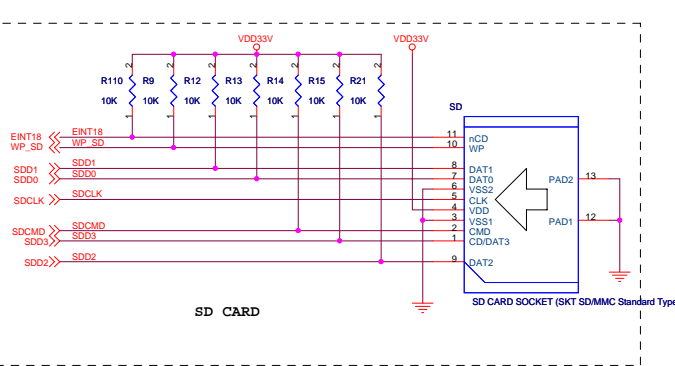 VDD33V VDD33V
2 2 2 2 2 2 2
R110 R9 R12 R13 R14 R15 R21
10K 10K 10K 10K 10K 10K 10K
1 1 1 1 1 1 1
SD
EINT18 EINT18 11 nCD
WP_SD WP_SD 10 WP
SDD1 SDD1 8 DAT1
SDD0 SDD0 7 DAT0 PAD2 13
6 VSS2
SDCLK SDCLK 5 CLK
4 VDD
3 VSS1 PAD1 12
SDCMD SDCMD 2 CMD
SDD3 SDD3 1 CD/DAT3
SDD2 SDD2 9 DAT2
SD CARD SOCKET (SKT SD/MMC Standard Type
SD CARD